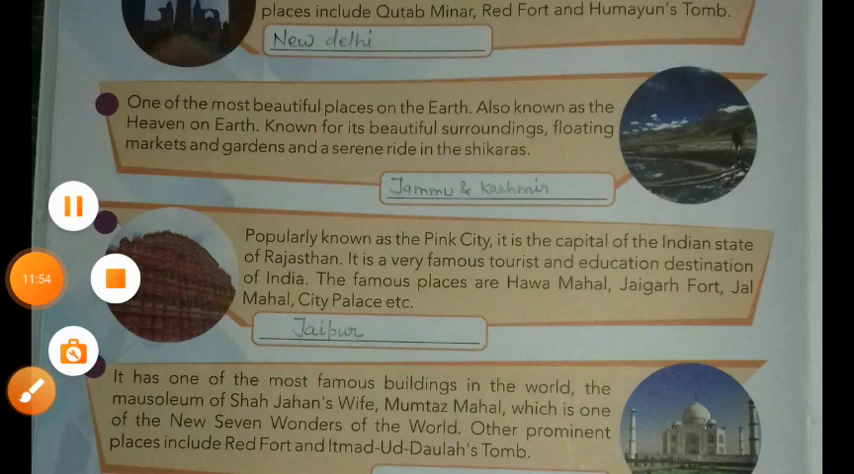 places include Qutab Minar, Red Fort and Humayun's Tomb.
New delhi
One of the most beautiful places on the Earth. Also known as the
Heaven on Earth. Known for its beautiful surroundings, floating
markets and gardens and a serene ride in the shikaras.
Jammu & Kashmir
Popularly known as the Pink City, it is the capital of the Indian state
of Rajasthan. It is a very famous tourist and education destination
of India. The famous places are Hawa Mahal, Jaigarh Fort, Jal
Mahal, City Palace etc.
Jaipur
11:54
It has one of the most famous buildings in the world, the
mausoleum of Shah Jahan's Wife, Mumtaz Mahal, which is one
of the New Seven Wonders of the World. Other prominent
places include Red Fort and Itmad-Ud-Daulah's Tomb.